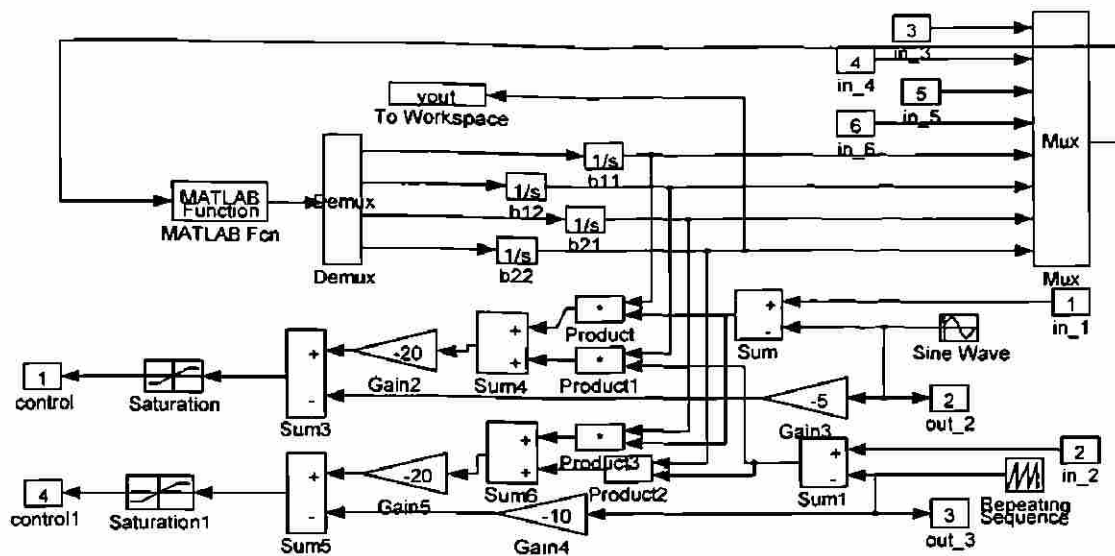 3
in_3
4
in_4
5
in_5
6
in_6
Mux
Mux
yout
To Workspace
1/s
b11
1/s
b12
1/s
b21
1/s
b22
MATLAB
Function
MATLAB Fcn
Demux
Demux
1
in_1
+
-
Sum
Sine Wave
*
Product
*
Product1
+
+
Sum4
-20
Gain2
+
-
Sum3
Saturation
1
control
-5
Gain3
2
out_2
2
in_2
+
-
Sum1
Repeating
Sequence
3
out_3
*
Product3
*
Product2
+
+
Sum6
-20
Gain5
-10
Gain4
+
-
Sum5
Saturation1
4
control1